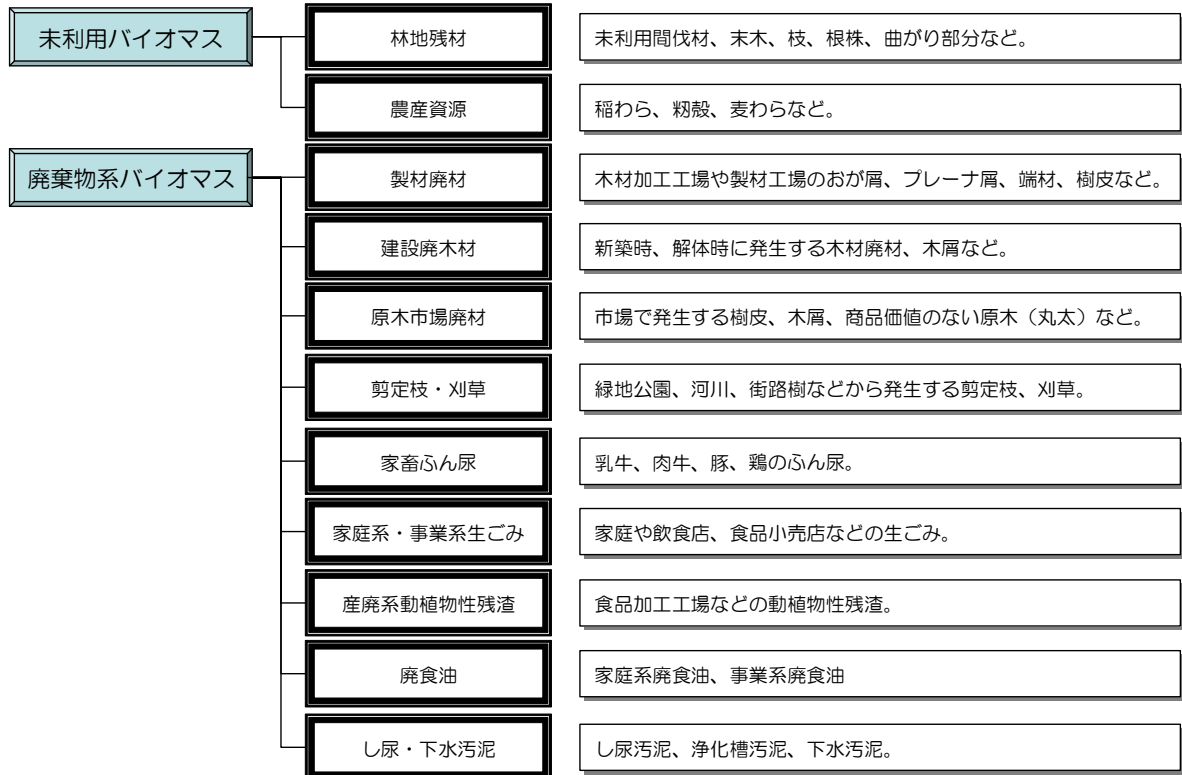 未利用バイオマス
林地残材
未利用間伐材、末木、枝、根株、曲がり部分など。
農産資源
稲わら、籾殻、麦わらなど。
廃棄物系バイオマス
製材廃材
木材加工工場や製材工場のおが屑、プレーナ屑、端材、樹皮など。
建設廃木材
新築時、解体時に発生する木材廃材、木屑など。
原木市場廃材
市場で発生する樹皮、木屑、商品価値のない原木（丸太）など。
剪定枝・刈草
緑地公園、河川、街路樹などから発生する剪定枝、刈草。
家畜ふん尿
乳牛、肉牛、豚、鶏のふん尿。
家庭系・事業系生ごみ
家庭や飲食店、食品小売店などの生ごみ。
産廃系動植物性残渣
食品加工工場などの動植物性残渣。
廃食油
家庭系廃食油、事業系廃食油
し尿・下水汚泥
し尿汚泥、浄化槽汚泥、下水汚泥。